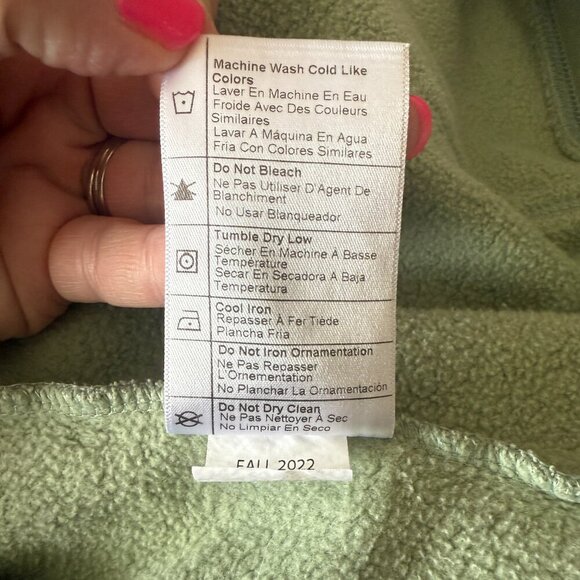 Machine Wash Cold Like
Colors
Laver En Machine En Eau
Froide Avec Des Couleurs
Similaires
Lavar A Máquina En Agua
Fria Con Colores Similares
Do Not Bleach
Ne Pas Utiliser D'Agent De
Blanchiment
No Usar Blanqueador
Tumble Dry Low
Sécher En Machine À Basse
Température
Secar En Secadora A Baja
Temperatura
Cool Iron
Repasser À Fer Tiède
Plancha Fria
Do Not Iron Ornamentation
Ne Pas Repasser
L'Ornementation
No Planchar La Ornamentación
Do Not Dry Clean
Ne Pas Nettoyer À Sec
No Limpiar En Seco
FALL 2022